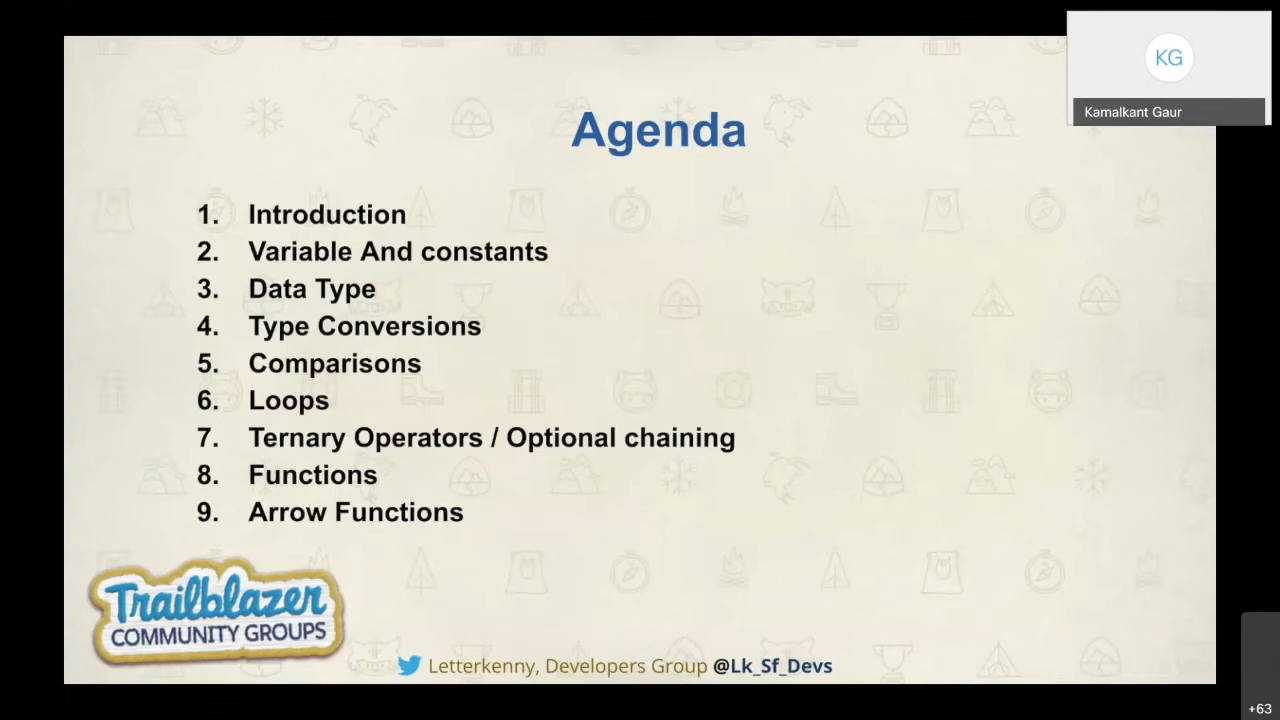 KG
Kamalkant Gaur
Agenda
1. Introduction
2. Variable And constants
3. Data Type
4. Type Conversions
5. Comparisons
6. Loops
7. Ternary Operators / Optional chaining
8. Functions
9. Arrow Functions
Trailblazer
COMMUNITY GROUPS
Letterkenny, Developers Group @Lk_Sf_Devs
+63